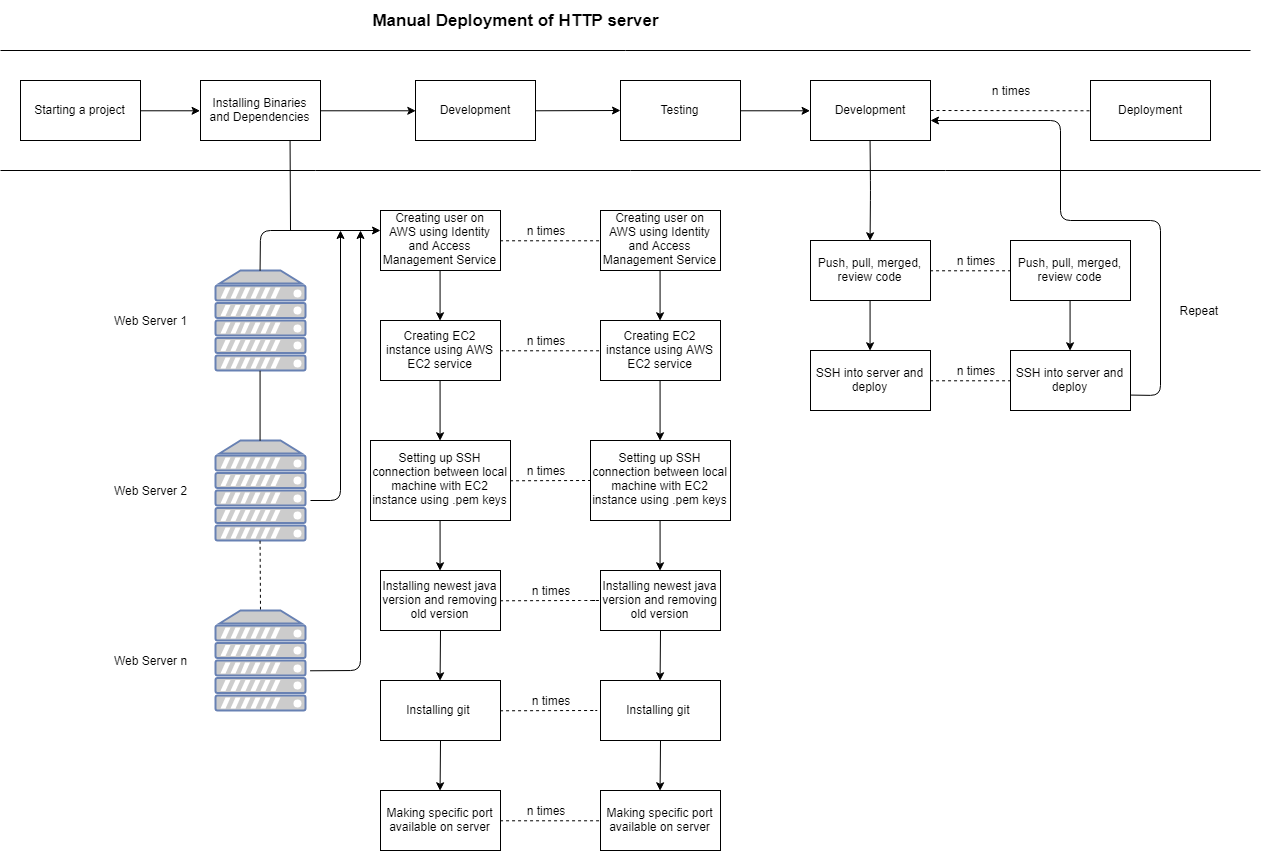 Manual Deployment of HTTP server
Starting a project
Installing Binaries
and Dependencies
Development
Testing
Development
n times
Deployment
Creating user on
AWS using Identity
and Access
Management Service
n times
Creating user on
AWS using Identity
and Access
Management Service
Push, pull, merged,
review code
n times
Push, pull, merged,
review code
Repeat
Web Server 1
Creating EC2
instance using AWS
EC2 service
n times
Creating EC2
instance using AWS
EC2 service
SSH into server and
deploy
n times
SSH into server and
deploy
Web Server 2
Setting up SSH
connection between local
machine with EC2
instance using .pem keys
n times
Setting up SSH
connection between local
machine with EC2
instance using .pem keys
Installing newest java
version and removing
old version
n times
Installing newest java
version and removing
old version
Web Server n
Installing git
n times
Installing git
Making specific port
available on server
n times
Making specific port
available on server